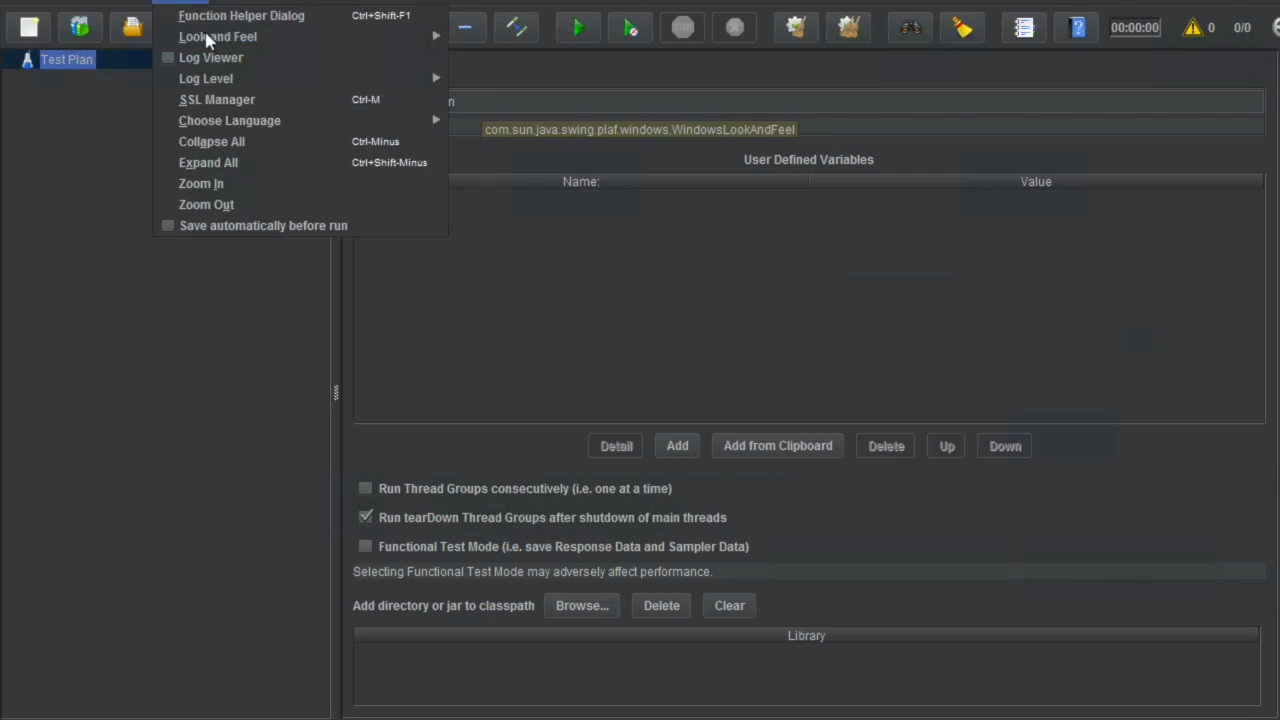 Function Helper Dialog Ctrl+Shift-F1
Look and Feel
Log Viewer
Log Level
SSL Manager Ctrl-M
Choose Language
Collapse All Ctrl-Minus
Expand All Ctrl+Shift-Minus
Zoom In
Zoom Out
Save automatically before run
00:00:00
0
0/0
Test Plan
n
com.sun.java.swing.plaf.windows.WindowsLookAndFeel
User Defined Variables
Name: Value
Detail Add Add from Clipboard Delete Up Down
Run Thread Groups consecutively (i.e. one at a time)
Run tearDown Thread Groups after shutdown of main threads
Functional Test Mode (i.e. save Response Data and Sampler Data)
Selecting Functional Test Mode may adversely affect performance.
Add directory or jar to classpath Browse... Delete Clear
Library